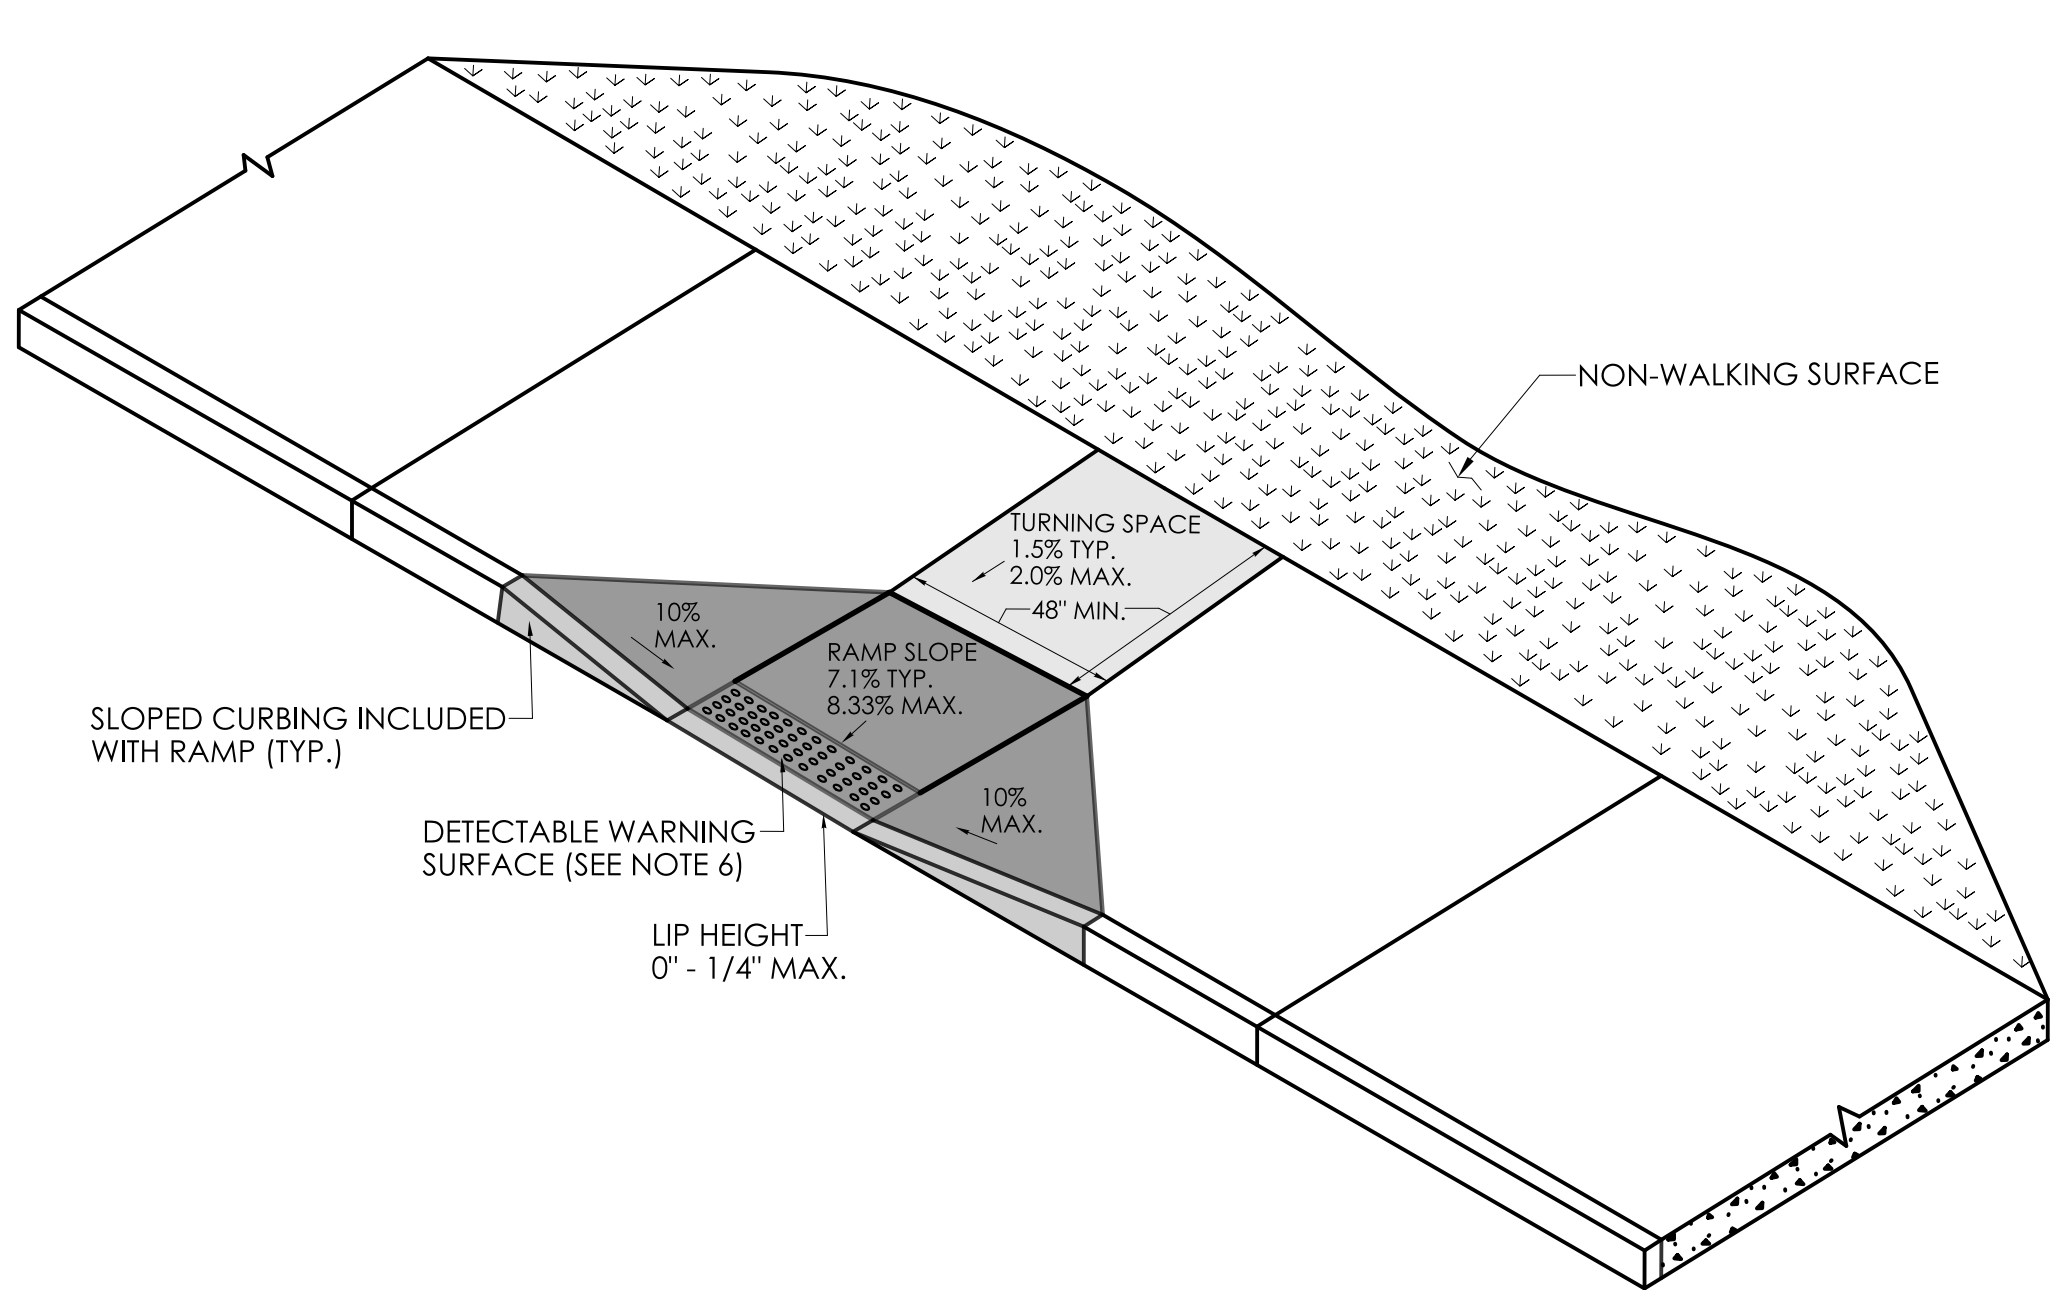 NON-WALKING SURFACE
TURNING SPACE
1.5% TYP.
2.0% MAX.
48" MIN.
10%
MAX.
RAMP SLOPE
7.1% TYP.
8.33% MAX.
SLOPED CURBING INCLUDED
WITH RAMP (TYP.)
10%
MAX.
DETECTABLE WARNING
SURFACE (SEE NOTE 6)
LIP HEIGHT
0" - 1/4" MAX.